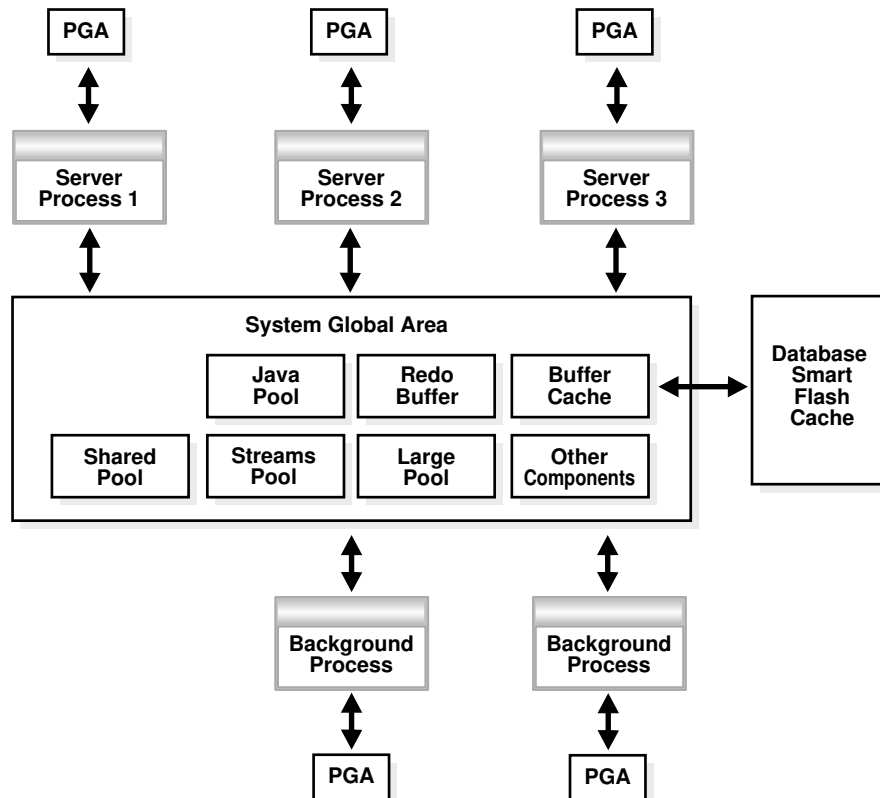 PGA
PGA
PGA
Server
Process 1
Server
Process 2
Server
Process 3
System Global Area
Java
Pool
Redo
Buffer
Buffer
Cache
Database
Smart
Flash
Cache
Shared
Pool
Streams
Pool
Large
Pool
Other
Components
Background
Process
Background
Process
PGA
PGA